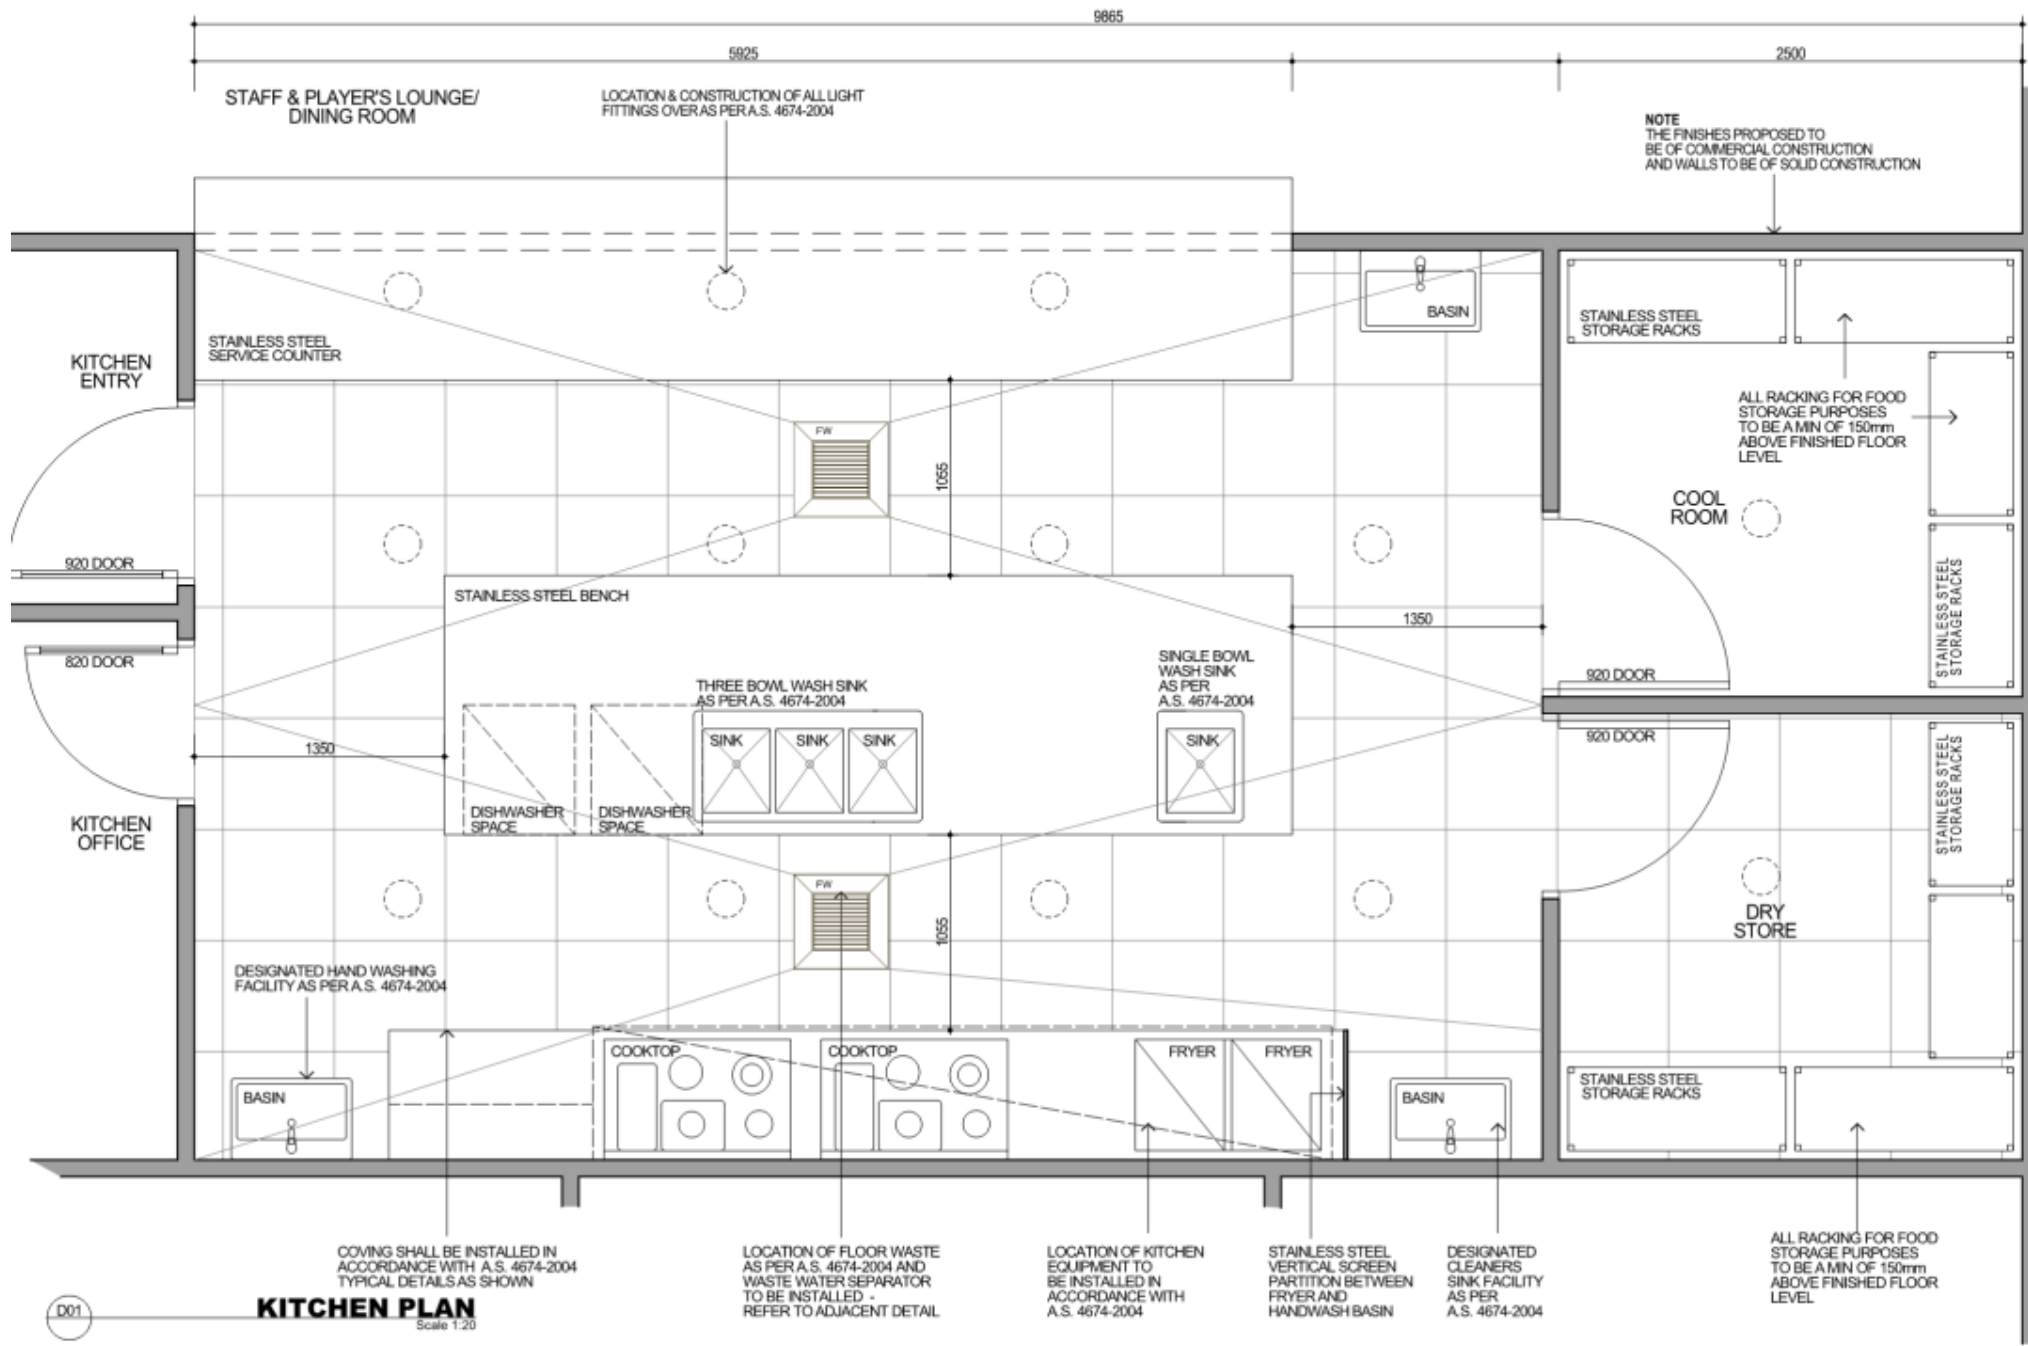 9865
5925
2500
STAFF & PLAYER'S LOUNGE/
DINING ROOM
LOCATION & CONSTRUCTION OF ALL LIGHT
FITTINGS OVER AS PER A.S. 4674-2004
NOTE
THE FINISHES PROPOSED TO
BE OF COMMERCIAL CONSTRUCTION
AND WALLS TO BE OF SOLID CONSTRUCTION
BASIN
STAINLESS STEEL
STORAGE RACKS
STAINLESS STEEL
SERVICE COUNTER
KITCHEN
ENTRY
ALL RACKING FOR FOOD
STORAGE PURPOSES
TO BE A MIN OF 150mm
ABOVE FINISHED FLOOR
LEVEL
FW
1055
COOL
ROOM
920 DOOR
STAINLESS STEEL BENCH
STAINLESS STEEL
STORAGE RACKS
1350
820 DOOR
SINGLE BOWL
WASH SINK
AS PER
A.S. 4674-2004
920 DOOR
THREE BOWL WASH SINK
AS PER A.S. 4674-2004
1350
SINK
SINK
SINK
SINK
920 DOOR
STAINLESS STEEL
STORAGE RACKS
DISHWASHER
SPACE
DISHWASHER
SPACE
KITCHEN
OFFICE
FW
1055
DRY
STORE
DESIGNATED HAND WASHING
FACILITY AS PER A.S. 4674-2004
COOKTOP
COOKTOP
FRYER
FRYER
STAINLESS STEEL
STORAGE RACKS
BASIN
BASIN
COVING SHALL BE INSTALLED IN
ACCORDANCE WITH A.S. 4674-2004
TYPICAL DETAILS AS SHOWN
LOCATION OF FLOOR WASTE
AS PER A.S. 4674-2004 AND
WASTE WATER SEPARATOR
TO BE INSTALLED -
REFER TO ADJACENT DETAIL
LOCATION OF KITCHEN
EQUIPMENT TO
BE INSTALLED IN
ACCORDANCE WITH
A.S. 4674-2004
STAINLESS STEEL
VERTICAL SCREEN
PARTITION BETWEEN
FRYER AND
HANDWASH BASIN
DESIGNATED
CLEANERS
SINK FACILITY
AS PER
A.S. 4674-2004
ALL RACKING FOR FOOD
STORAGE PURPOSES
TO BE A MIN OF 150mm
ABOVE FINISHED FLOOR
LEVEL
D01
KITCHEN PLAN
Scale 1:20